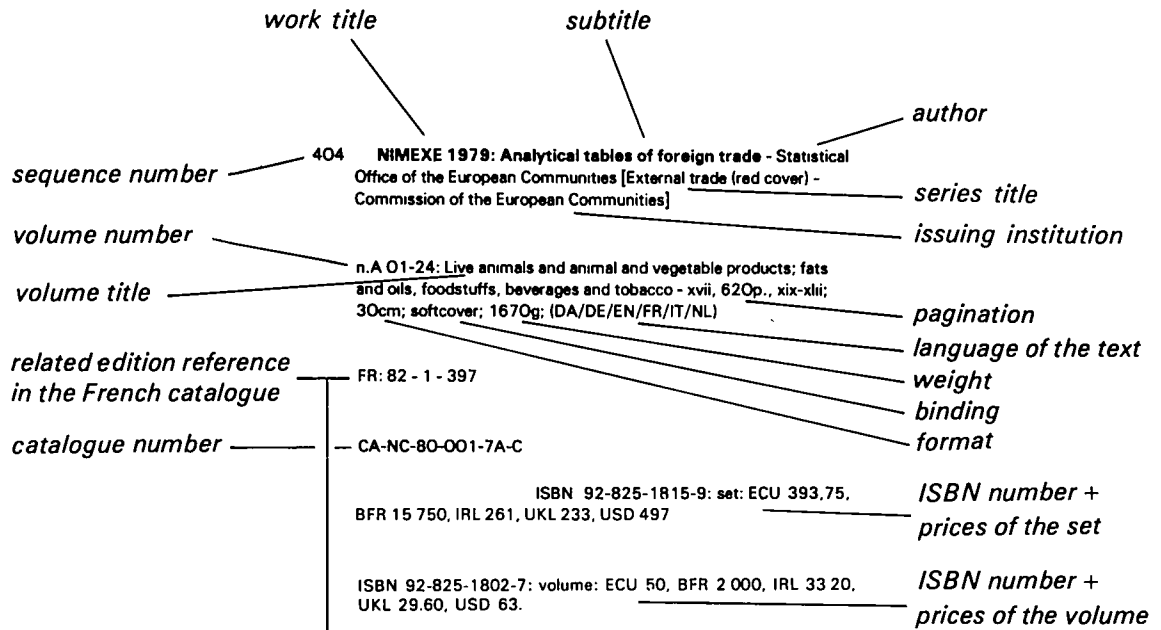 work title
subtitle
author
404 NIMEXE 1979: Analytical tables of foreign trade - Statistical
sequence number
Office of the European Communities [External trade (red cover) -
series title
Commission of the European Communities]
issuing institution
volume number
n.A 01-24: Live animals and animal and vegetable products; fats
volume title
and oils, foodstuffs, beverages and tobacco - xvii, 620p., xix-xliii;
pagination
30cm; softcover; 1670g; (DA/DE/EN/FR/IT/NL)
language of the text
related edition reference
in the French catalogue
FR: 82 - 1 - 397
weight
binding
format
catalogue number
CA-NC-80-001-7A-C
ISBN 92-825-1815-9: set: ECU 393,75,
BFR 15 750, IRL 261, UKL 233, USD 497
ISBN number +
prices of the set
ISBN 92-825-1802-7: volume: ECU 50, BFR 2 000, IRL 33 20,
UKL 29.60, USD 63.
ISBN number +
prices of the volume